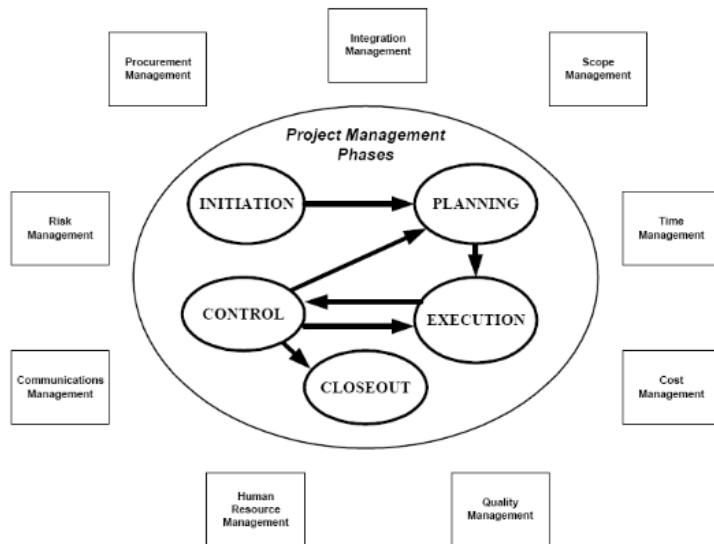 Integration
Management
Procurement
Management
Scope
Management
Project Management
Phases
INITIATION
PLANNING
Risk
Management
Time
Management
CONTROL
EXECUTION
Communications
Management
CLOSEOUT
Cost
Management
Human
Resource
Management
Quality
Management